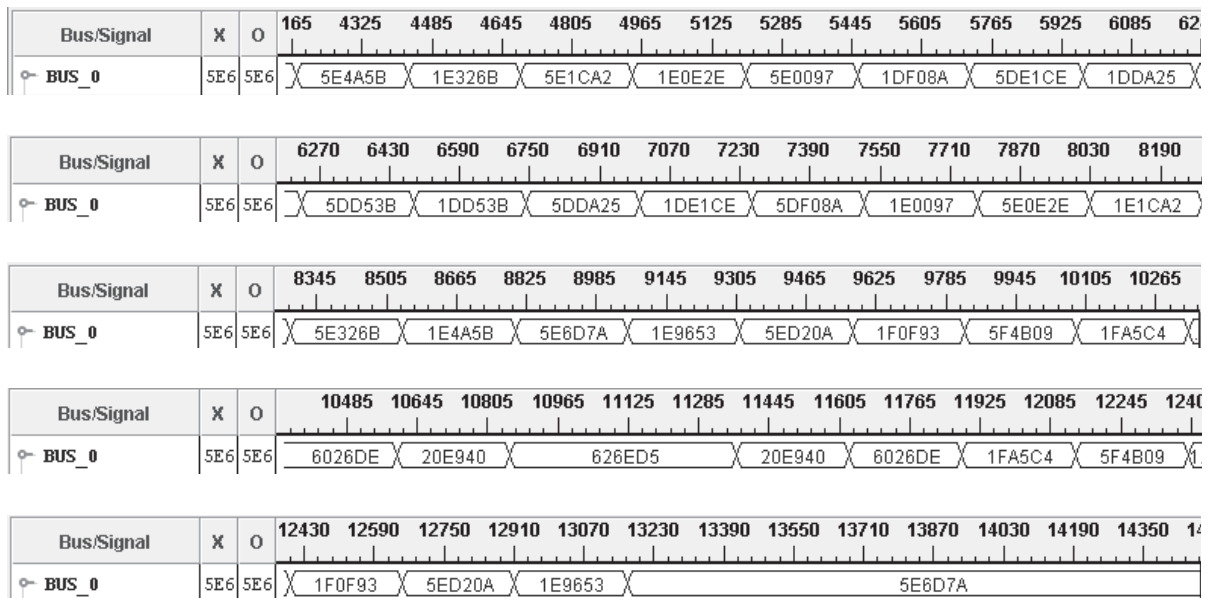 Bus/Signal X O 165 4325 4485 4645 4805 4965 5125 5285 5445 5605 5765 5925 6085 624
BUS_0 5E6 5E6 5E4A5B 1E326B 5E1CA2 1E0E2E 5E0097 1DF08A 5DE1CE 1DDA25
Bus/Signal X O 6270 6430 6590 6750 6910 7070 7230 7390 7550 7710 7870 8030 8190
BUS_0 5E6 5E6 5DD53B 1DD53B 5DDA25 1DE1CE 5DF08A 1E0097 5E0E2E 1E1CA2
Bus/Signal X O 8345 8505 8665 8825 8985 9145 9305 9465 9625 9785 9945 10105 10265
BUS_0 5E6 5E6 5E326B 1E4A5B 5E6D7A 1E9653 5ED20A 1F0F93 5F4B09 1FA5C4
Bus/Signal X O 10485 10645 10805 10965 11125 11285 11445 11605 11765 11925 12085 12245 1240
BUS_0 5E6 5E6 6026DE 20E940 626ED5 20E940 6026DE 1FA5C4 5F4B09 1
Bus/Signal X O 12430 12590 12750 12910 13070 13230 13390 13550 13710 13870 14030 14190 14350 14
BUS_0 5E6 5E6 1F0F93 5ED20A 1E9653 5E6D7A